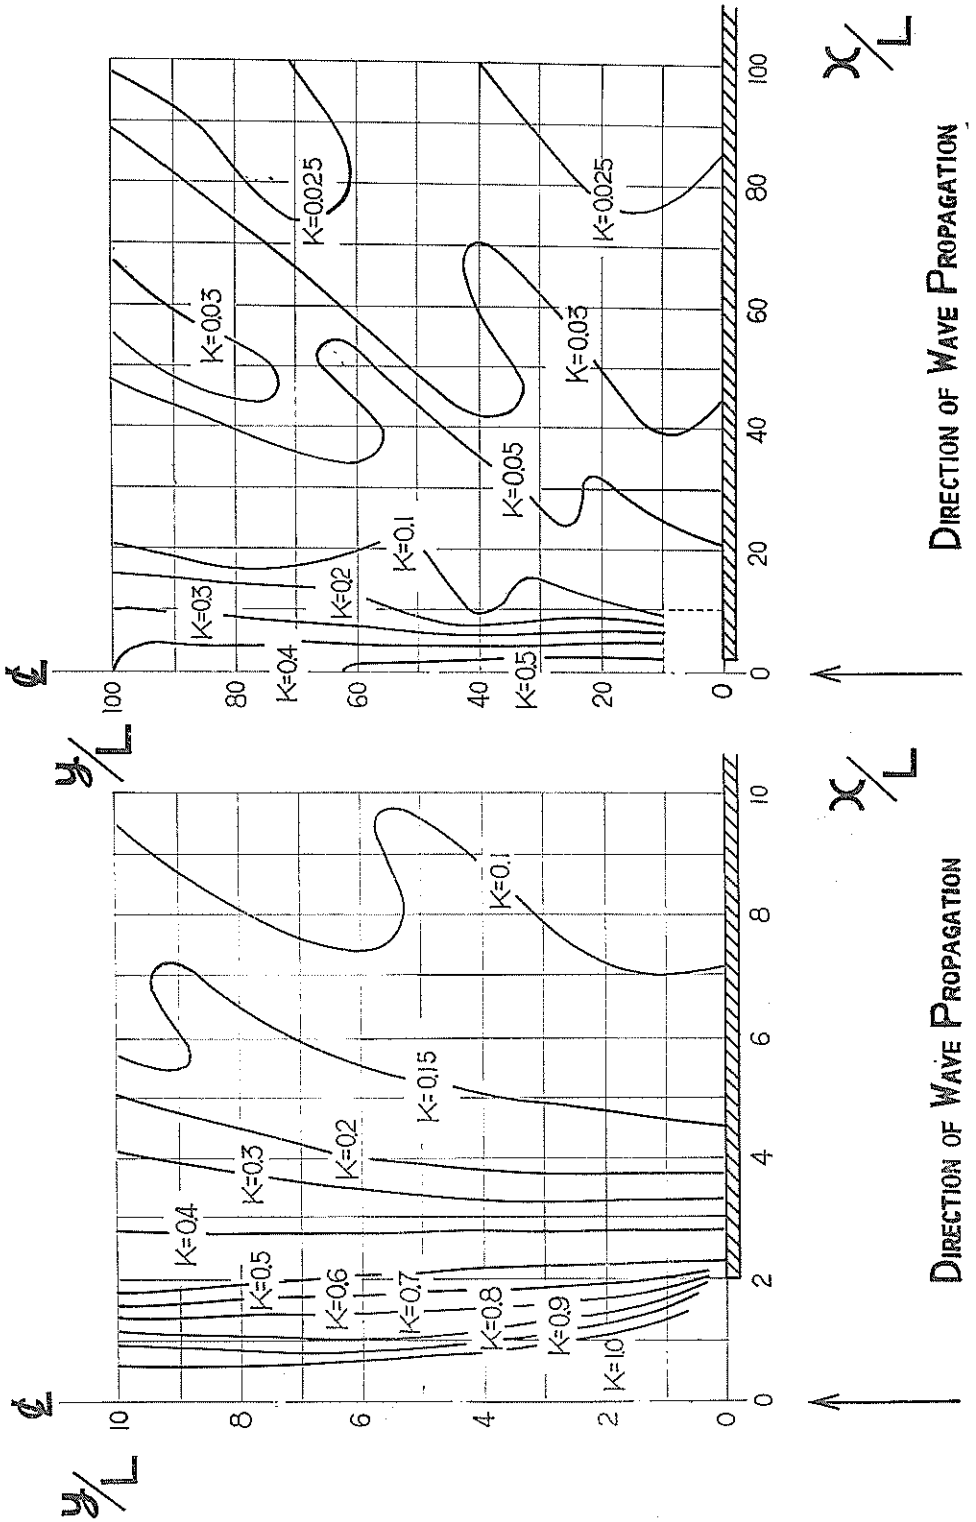 y/L
℄
10
8
6
4
2
0
K=0.4
K=0.3
K=0.5
K=0.2
K=0.6
K=0.15
K=0.7
K=0.8
K=0.1
K=0.9
K=1.0
0 2 4 6 8 10
x/L
DIRECTION OF WAVE PROPAGATION
y/L
℄
100
80
60
40
20
0
K=0.3
K=0.03
K=0.4
K=0.2
K=0.025
K=0.1
K=0.05
K=0.5
K=0.03
K=0.025
0 20 40 60 80 100
x/L
DIRECTION OF WAVE PROPAGATION